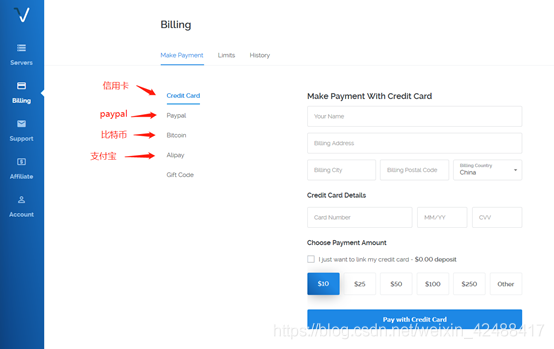 Billing
Make Payment Limits History
Servers
Billing
Support
Affiliate
Account
信用卡
Credit Card
paypal
Paypal
比特币
Bitcoin
支付宝
Alipay
Gift Code
Make Payment With Credit Card
Your Name
Billing Address
Billing City Billing Postal Code Billing Country
China
Credit Card Details
Card Number MM/YY CVV
Choose Payment Amount
I just want to link my credit card - $0.00 deposit
$10 $25 $50 $100 $250 Other
Pay with Credit Card
https://blog.csdn.net/weixin_42488417